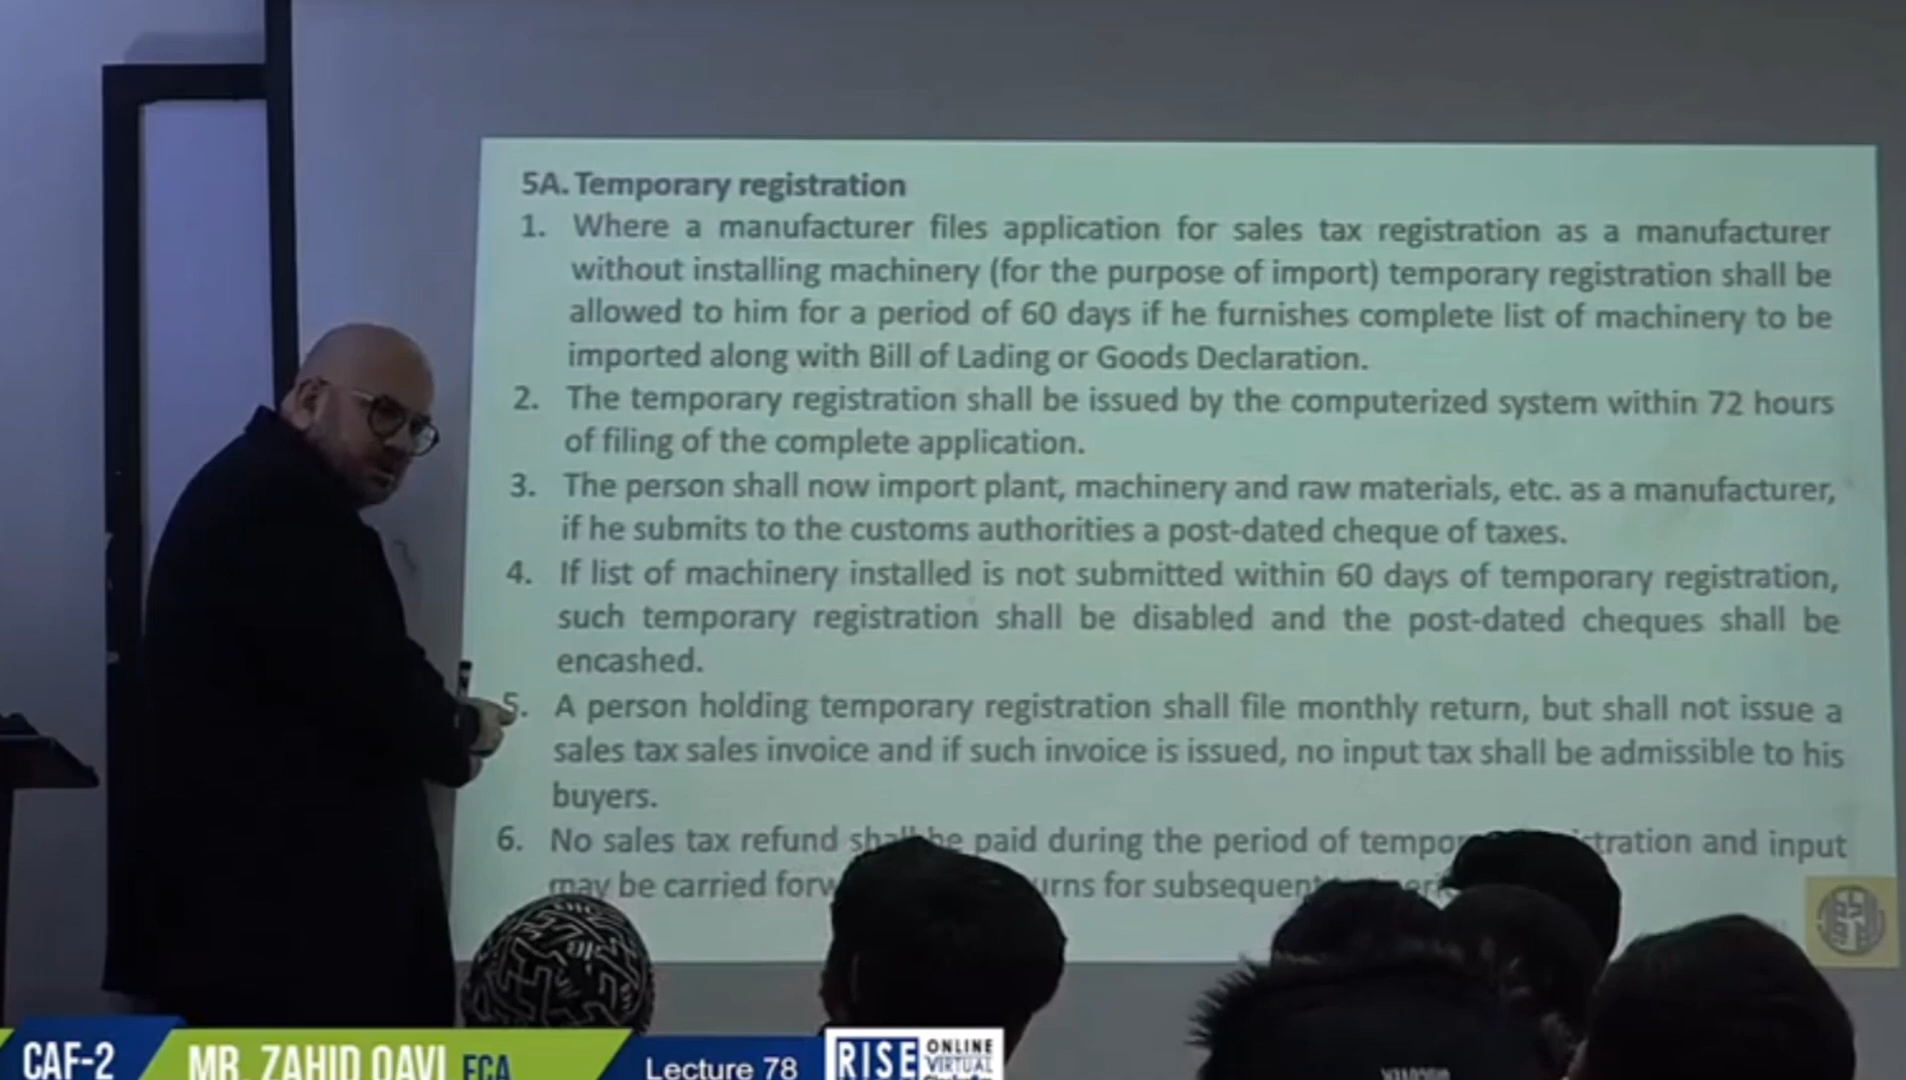 5A. Temporary registration
1. Where a manufacturer files application for sales tax registration as a manufacturer
without installing machinery (for the purpose of import) temporary registration shall be
allowed to him for a period of 60 days if he furnishes complete list of machinery to be
imported along with Bill of Lading or Goods Declaration.
2. The temporary registration shall be issued by the computerized system within 72 hours
of filing of the complete application.
3. The person shall now import plant, machinery and raw materials, etc. as a manufacturer,
if he submits to the customs authorities a post-dated cheque of taxes.
4. If list of machinery installed is not submitted within 60 days of temporary registration,
such temporary registration shall be disabled and the post-dated cheques shall be
encashed.
5. A person holding temporary registration shall file monthly return, but shall not issue a
sales tax sales invoice and if such invoice is issued, no input tax shall be admissible to his
buyers.
6. No sales tax refund shall be paid during the period of and input
may be carried for subsequent
CAF-2
MR. ZAHID QAVI FCA
Lecture 78
RISE ONLINE
VIRTUAL